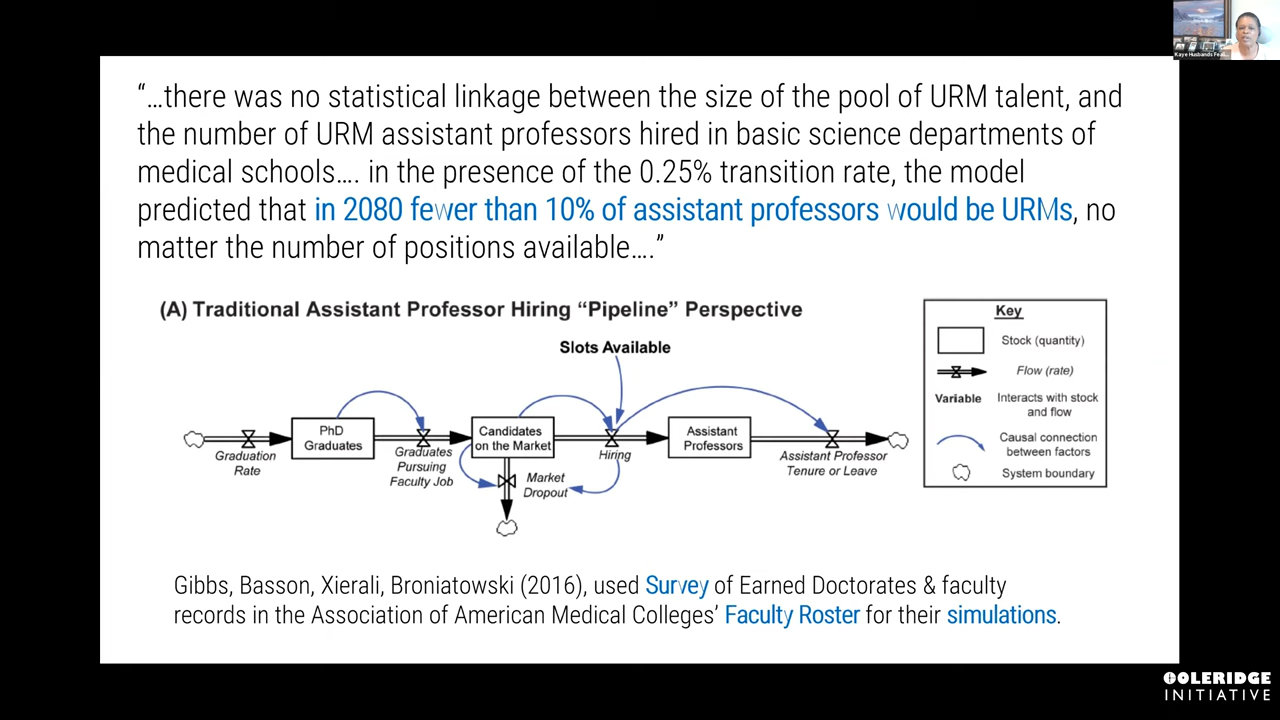 Kaye Husbands Feal...
“…there was no statistical linkage between the size of the pool of URM talent, and
the number of URM assistant professors hired in basic science departments of
medical schools…. in the presence of the 0.25% transition rate, the model
predicted that in 2080 fewer than 10% of assistant professors would be URMs, no
matter the number of positions available….”
(A) Traditional Assistant Professor Hiring “Pipeline” Perspective
Slots Available
PhD
Graduates
Candidates
on the Market
Assistant
Professors
Graduation
Rate
Graduates
Pursuing
Faculty Job
Hiring
Market
Dropout
Assistant Professor
Tenure or Leave
Key
Stock (quantity)
Flow (rate)
Variable
Interacts with stock
and flow
Causal connection
between factors
System boundary
Gibbs, Basson, Xierali, Broniatowski (2016), used Survey of Earned Doctorates & faculty
records in the Association of American Medical Colleges’ Faculty Roster for their simulations.
COLERIDGE
INITIATIVE